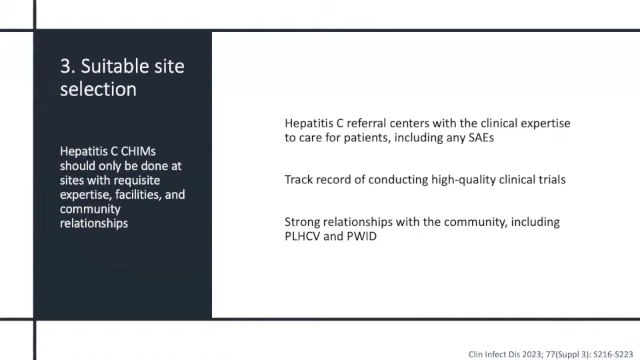 3. Suitable site
selection
Hepatitis C CHIMs
should only be done at
sites with requisite
expertise, facilities, and
community
relationships
Hepatitis C referral centers with the clinical expertise
to care for patients, including any SAEs
Track record of conducting high-quality clinical trials
Strong relationships with the community, including
PLHCV and PWID
Clin Infect Dis 2023; 77(Suppl 3): S216-S223